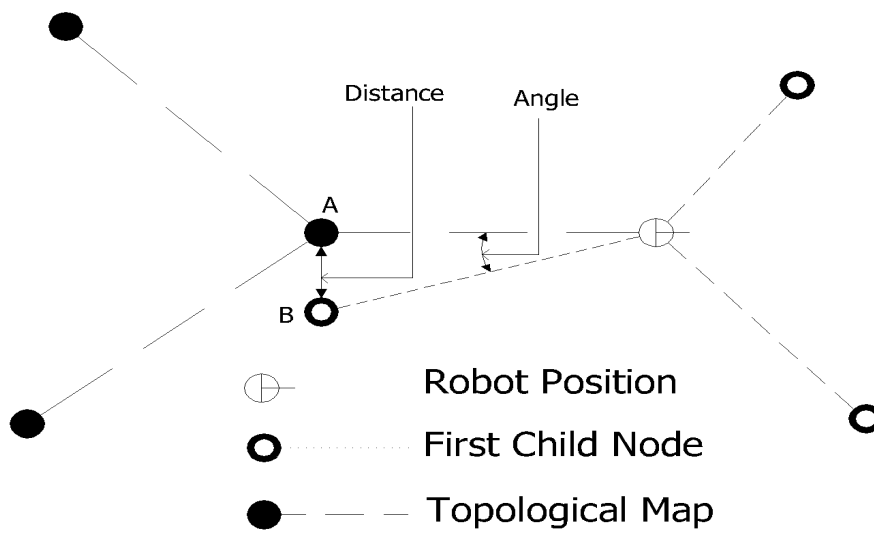 Distance
Angle
A
B
Robot Position
First Child Node
Topological Map